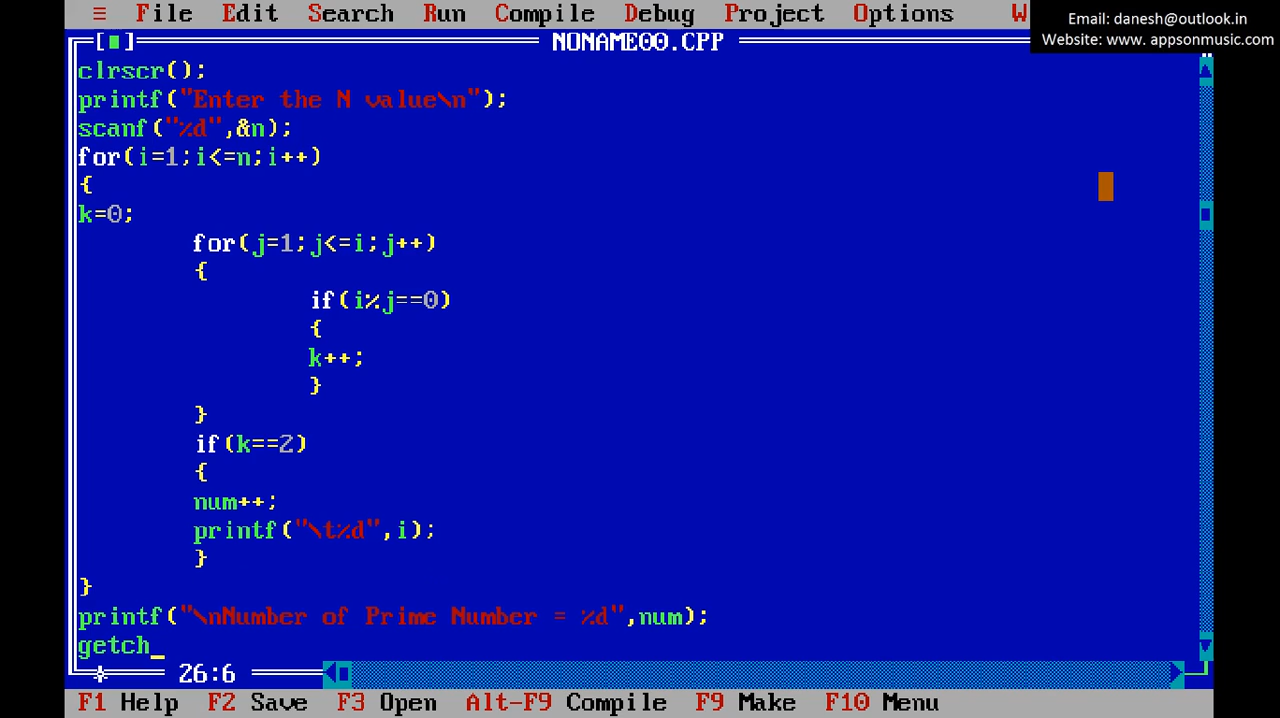 ≡ File Edit Search Run Compile Debug Project Options W
Email: danesh@outlook.in
Website: www. appsonmusic.com
[■] NONAME00.CPP
clrscr();
printf("Enter the N value\n");
scanf("%d",&n);
for(i=1;i<=n;i++)
{
k=0;
for(j=1;j<=i;j++)
{
if(i%j==0)
{
k++;
}
}
if(k==2)
{
num++;
printf("\t%d",i);
}
}
printf("\nNumber of Prime Number = %d",num);
getch_
26:6
F1 Help F2 Save F3 Open Alt-F9 Compile F9 Make F10 Menu